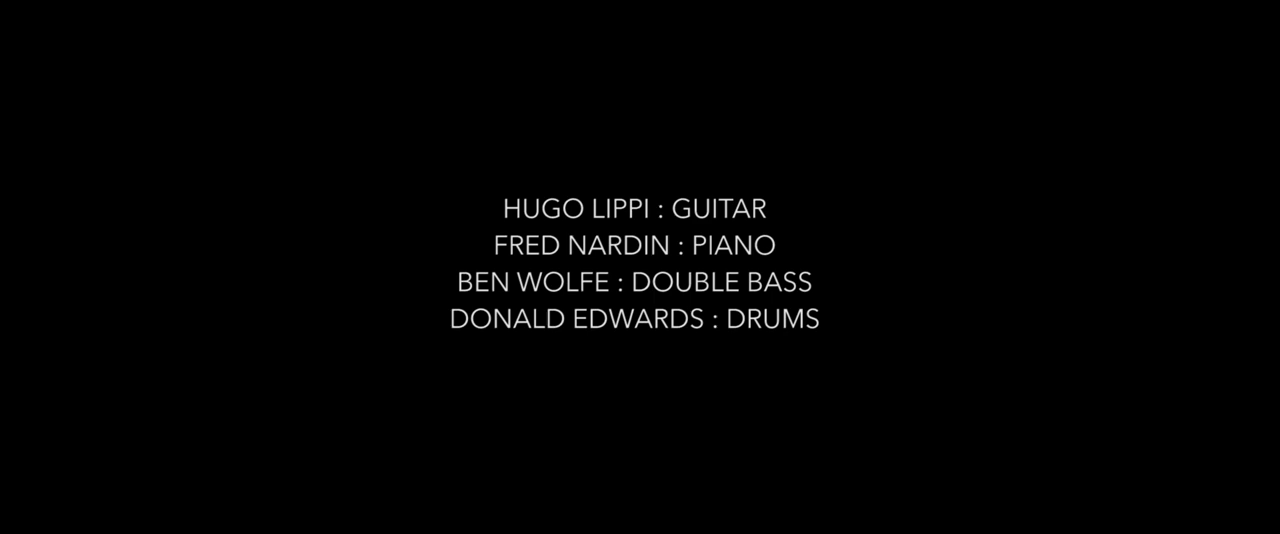 HUGO LIPPI : GUITAR
FRED NARDIN : PIANO
BEN WOLFE : DOUBLE BASS
DONALD EDWARDS : DRUMS